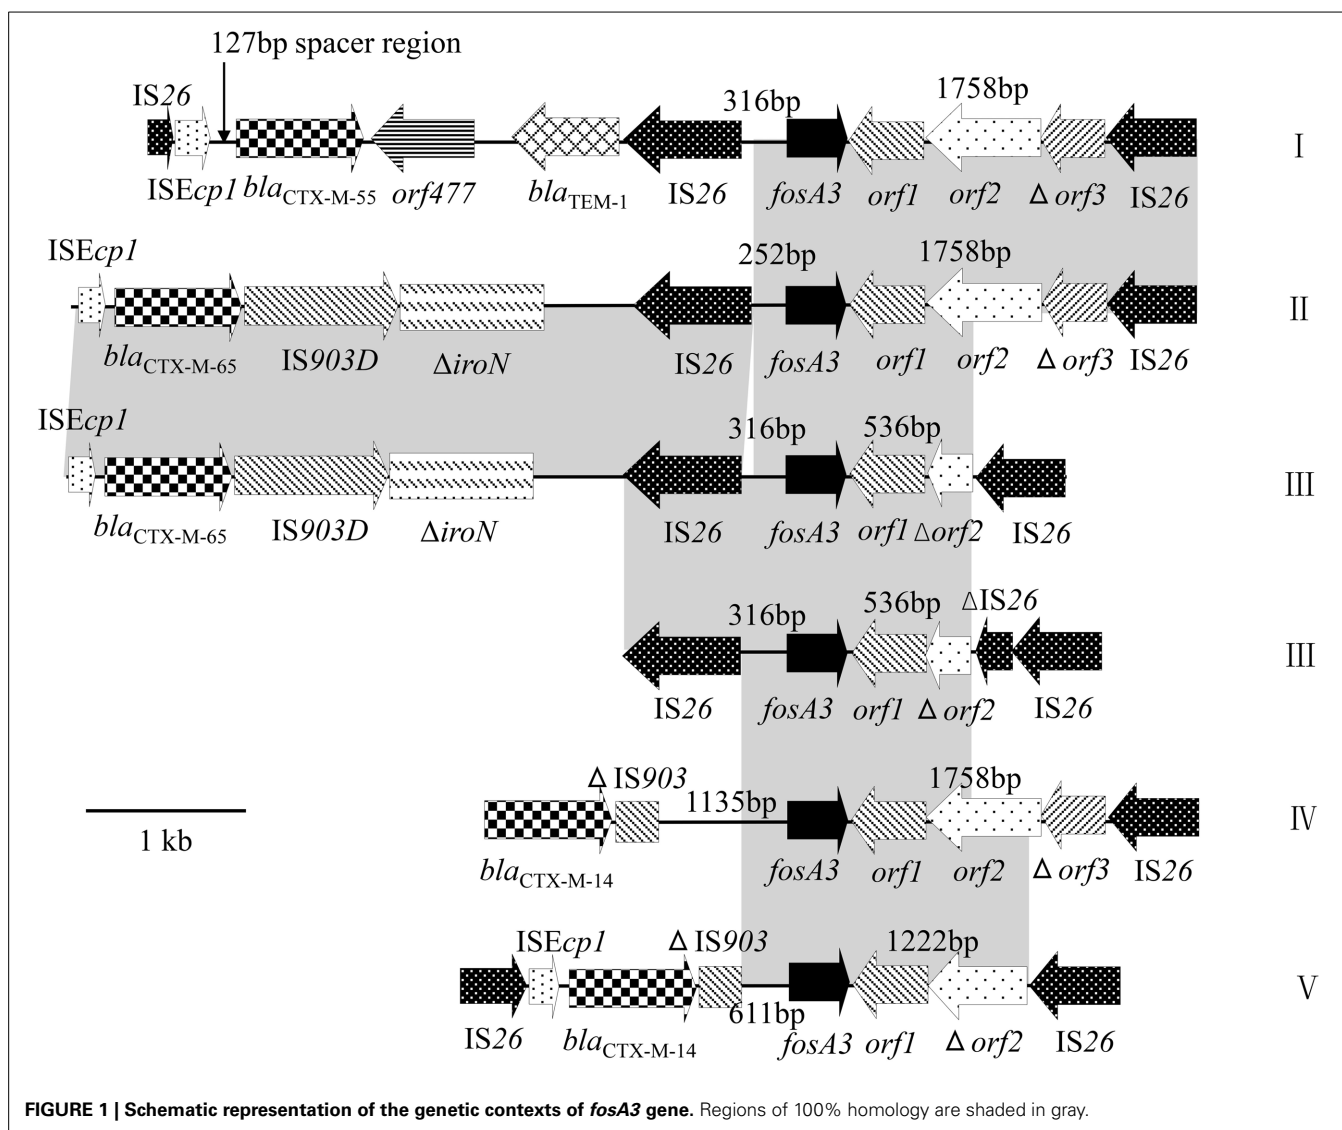 127bp spacer region
IS26 316bp 1758bp
I
ISEcp1 blaCTX-M-55 orf477 blaTEM-1 IS26 fosA3 orf1 orf2 Δ orf3 IS26
ISEcp1 252bp 1758bp
II
blaCTX-M-65 IS903D ΔiroN IS26 fosA3 orf1 orf2 Δ orf3 IS26
ISEcp1 316bp 536bp
III
blaCTX-M-65 IS903D ΔiroN IS26 fosA3 orf1 Δorf2 IS26
316bp 536bp ΔIS26
III
IS26 fosA3 orf1 Δ orf2 IS26
Δ IS903 1135bp 1758bp
1 kb
IV
blaCTX-M-14 fosA3 orf1 orf2 Δ orf3 IS26
ISEcp1 Δ IS903 1222bp
V
611bp
IS26 blaCTX-M-14 fosA3 orf1 Δ orf2 IS26
FIGURE 1 | Schematic representation of the genetic contexts of fosA3 gene. Regions of 100% homology are shaded in gray.